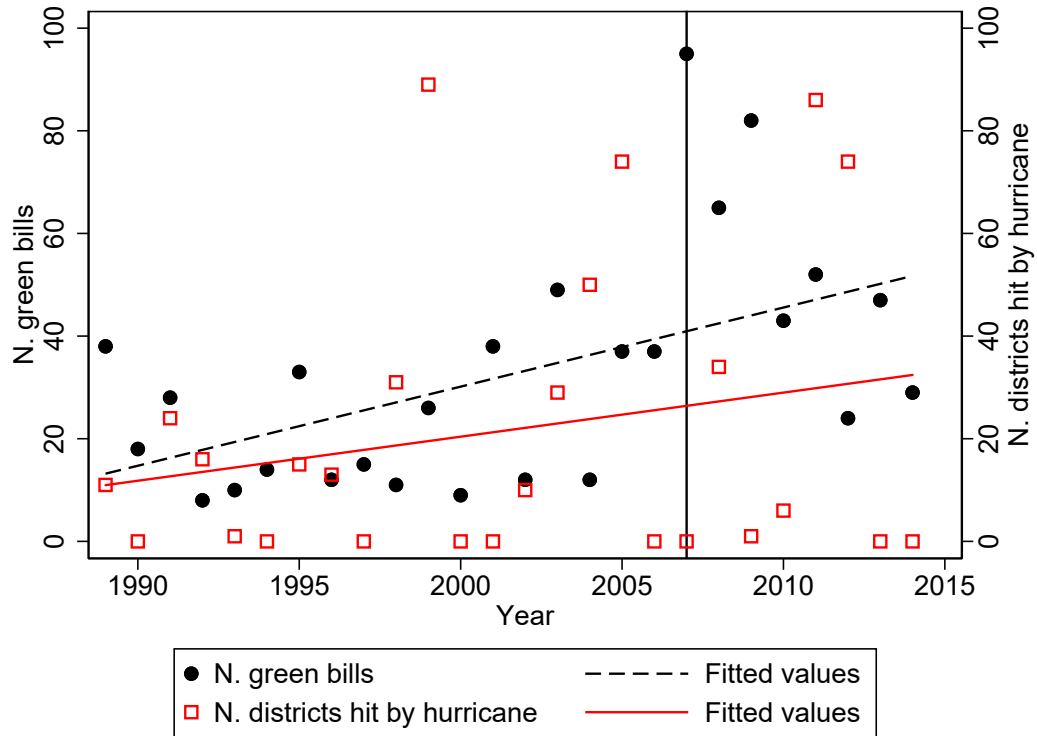 N. green bills
0
20
40
60
80
100
N. districts hit by hurricane
0
20
40
60
80
100
1990 1995 2000 2005 2010 2015
Year
N. green bills Fitted values
N. districts hit by hurricane Fitted values